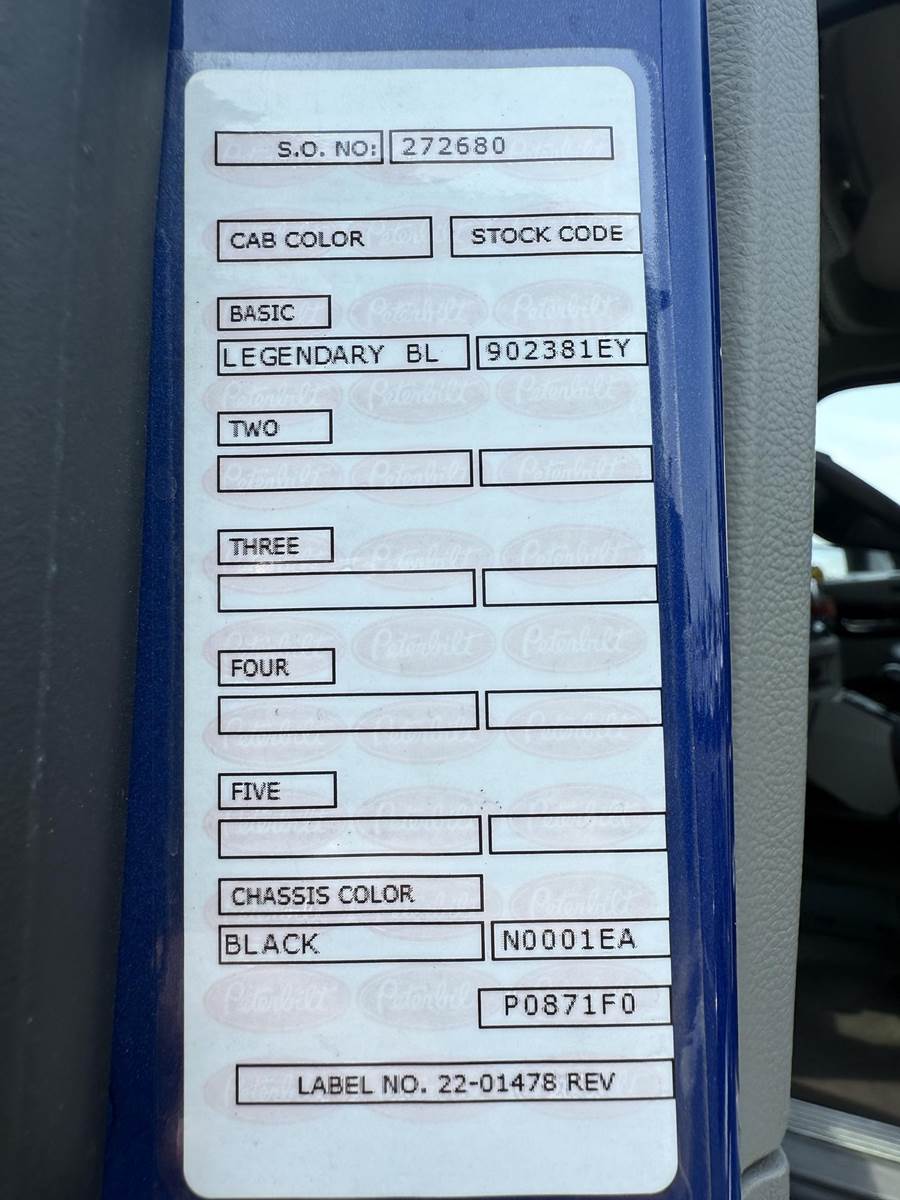 S.O. NO: 272680
CAB COLOR STOCK CODE
BASIC
LEGENDARY BL 902381EY
TWO
THREE
FOUR
FIVE
CHASSIS COLOR
BLACK N0001EA
P0871F0
LABEL NO. 22-01478 REV
Peterbilt